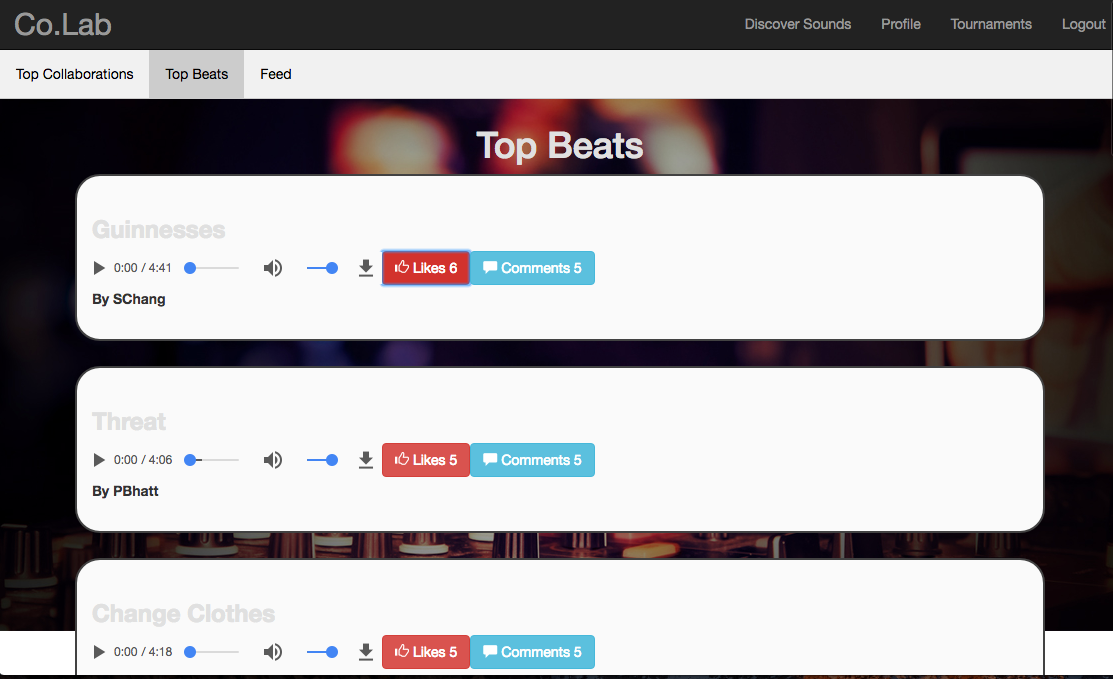 Co.Lab
Discover Sounds Profile Tournaments Logout
Top Collaborations Top Beats Feed
Top Beats
Guinnesses
0:00 / 4:41 Likes 6 Comments 5
By SChang
Threat
0:00 / 4:06 Likes 5 Comments 5
By PBhatt
Change Clothes
0:00 / 4:18 Likes 5 Comments 5